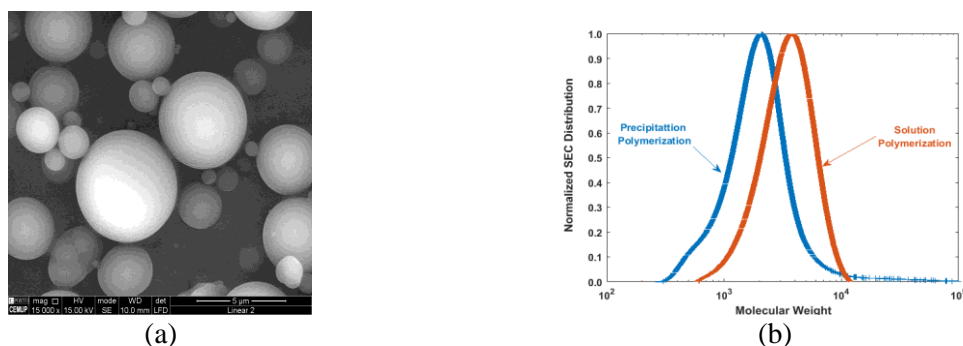 mag □ HV mode WD det
15 000 x 15.00 kV SE 10.0 mm LFD
5 µm
Linear 2
CEMUP
(a)
Normalized SEC Distribution
1.0
0.9
0.8
0.7
0.6
0.5
0.4
0.3
0.2
0.1
0.0
Precipitattion
Polymerization
Solution
Polymerization
10²
10³
10⁴
Molecular Weight
(b)